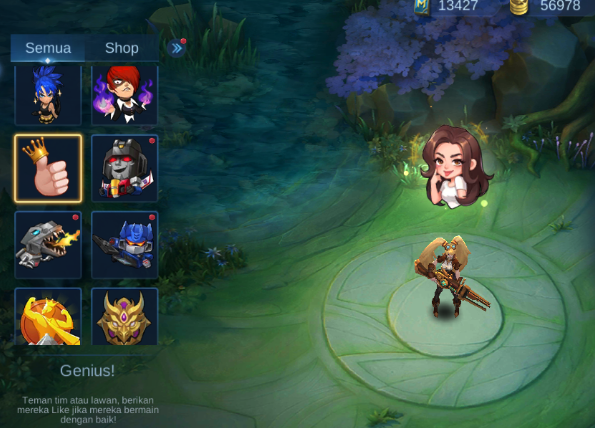 13427 56978
Semua Shop
Genius!
Teman tim atau lawan, berikan
mereka Like jika mereka bermain
dengan baik!